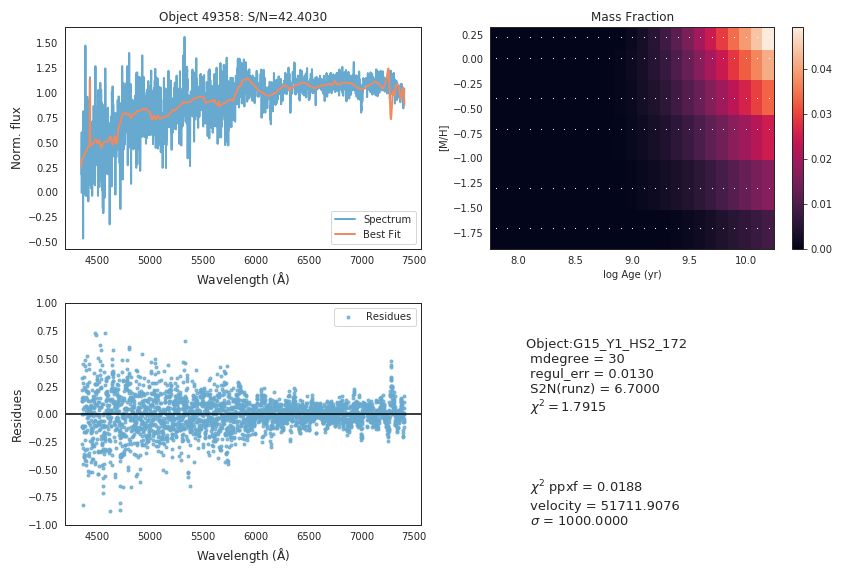 Object 49358: S/N=42.4030
Norm. flux
1.50
1.25
1.00
0.75
0.50
0.25
0.00
−0.25
−0.50
4500 5000 5500 6000 6500 7000 7500
Wavelength (Å)
Spectrum
Best Fit
Mass Fraction
[M/H]
0.25
0.00
−0.25
−0.50
−0.75
−1.00
−1.25
−1.50
−1.75
8.0 8.5 9.0 9.5 10.0
log Age (yr)
0.04
0.03
0.02
0.01
0.00
Residues
1.00
0.75
0.50
0.25
0.00
−0.25
−0.50
−0.75
−1.00
4500 5000 5500 6000 6500 7000 7500
Wavelength (Å)
Residues
Object:G15_Y1_HS2_172
mdegree = 30
regul_err = 0.0130
S2N(runz) = 6.7000
χ² = 1.7915
χ² ppxf = 0.0188
velocity = 51711.9076
σ = 1000.0000